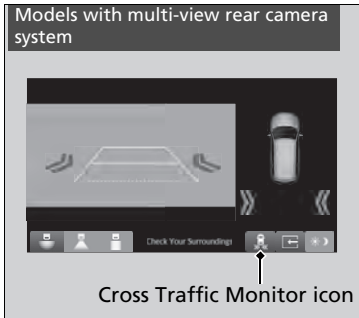 Models with multi-view rear camera
system
Check Your Surroundings
Cross Traffic Monitor icon